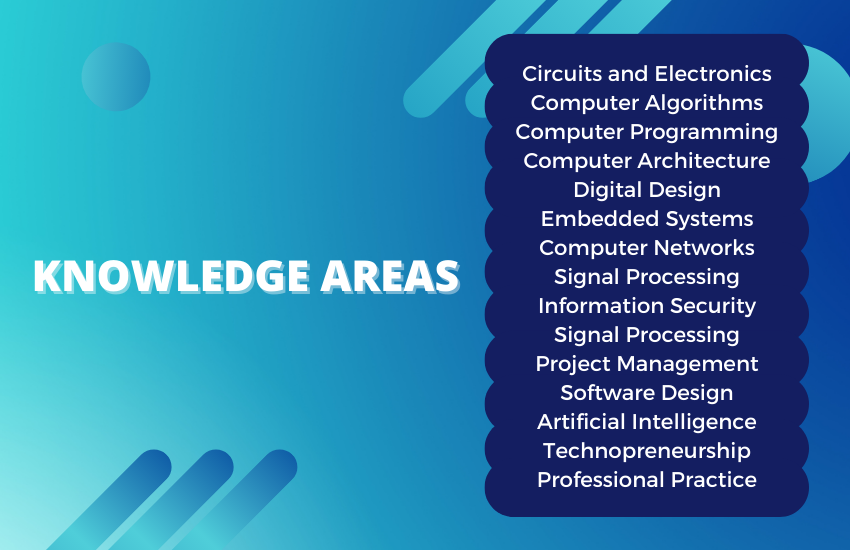 KNOWLEDGE AREAS
Circuits and Electronics
Computer Algorithms
Computer Programming
Computer Architecture
Digital Design
Embedded Systems
Computer Networks
Signal Processing
Information Security
Signal Processing
Project Management
Software Design
Artificial Intelligence
Technopreneurship
Professional Practice